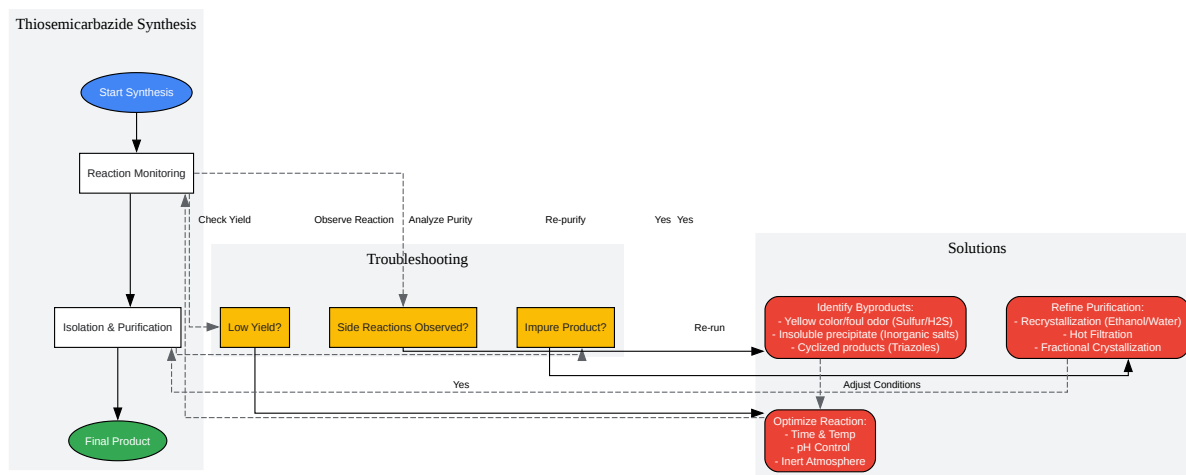 Thiosemicarbazide Synthesis
Start Synthesis
Reaction Monitoring
Check Yield
Observe Reaction
Analyze Purity
Re-purify
Yes
Yes
Troubleshooting
Solutions
Isolation & Purification
Low Yield?
Side Reactions Observed?
Impure Product?
Re-run
Identify Byproducts:
- Yellow color/foul odor (Sulfur/H2S)
- Insoluble precipitate (Inorganic salts)
- Cyclized products (Triazoles)
Refine Purification:
- Recrystallization (Ethanol/Water)
- Hot Filtration
- Fractional Crystallization
Yes
Adjust Conditions
Final Product
Optimize Reaction:
- Time & Temp
- pH Control
- Inert Atmosphere